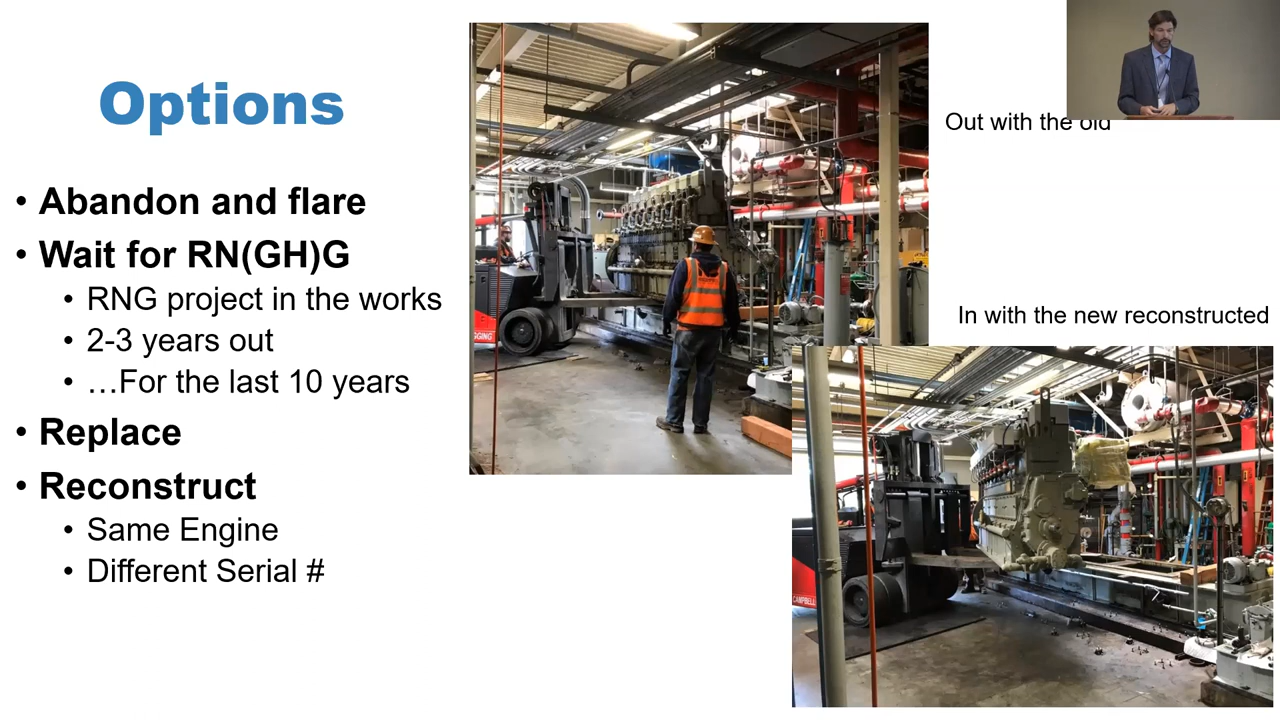 Options
• Abandon and flare
• Wait for RN(GH)G
• RNG project in the works
• 2-3 years out
• …For the last 10 years
• Replace
• Reconstruct
• Same Engine
• Different Serial #
Out with the old
In with the new reconstructed
GGING
CAMPBELL